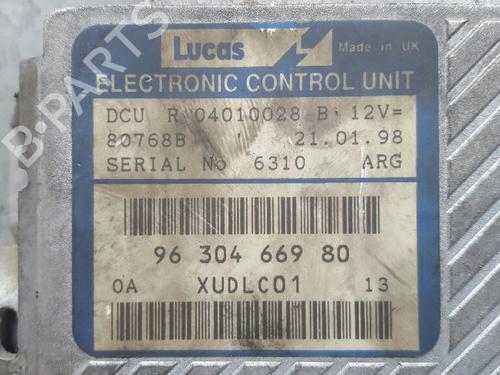 Lucas Made in UK
ELECTRONIC CONTROL UNIT
DCU R 04010028 B 12V=
80768B 21.01.98
SERIAL No 6310 ARG
96 304 669 80
0A XUDLC01 13
B-PARTS